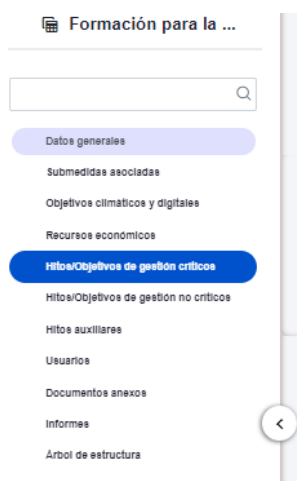 Formación para la ...
Datos generales
Submedidas asociadas
Objetivos climáticos y digitales
Recursos económicos
Hitos/Objetivos de gestión críticos
Hitos/Objetivos de gestión no críticos
Hitos auxiliares
Usuarios
Documentos anexos
Informes
Árbol de estructura